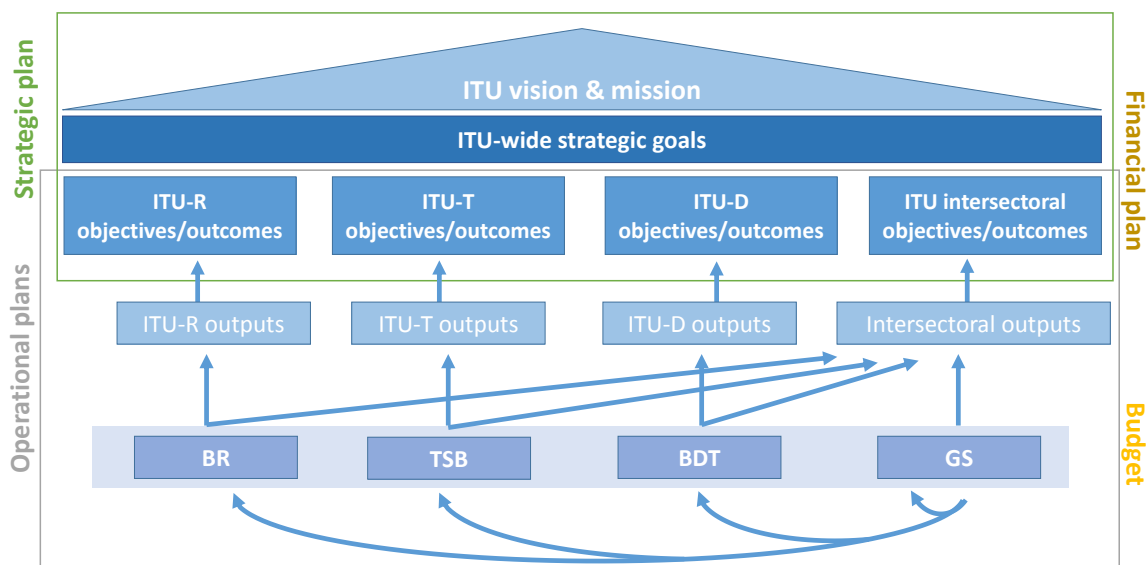 Strategic plan
ITU vision & mission
Financial plan
ITU-wide strategic goals
ITU-R
objectives/outcomes
ITU-T
objectives/outcomes
ITU-D
objectives/outcomes
ITU intersectoral
objectives/outcomes
Operational plans
ITU-R outputs
ITU-T outputs
ITU-D outputs
Intersectoral outputs
Budget
BR
TSB
BDT
GS